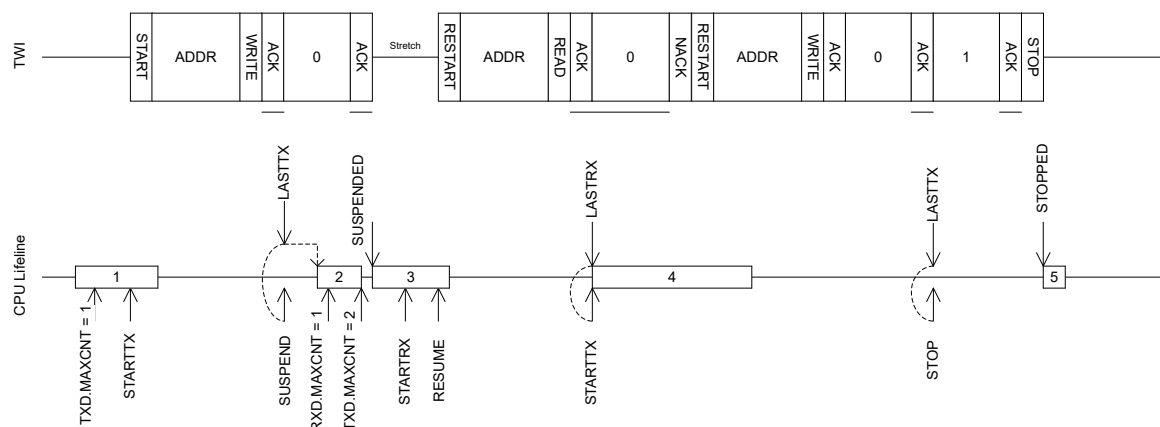 TWI
START
ADDR
WRITE
ACK
0
ACK
Stretch
RESTART
ADDR
READ
ACK
0
NACK
RESTART
ADDR
WRITE
ACK
0
ACK
1
ACK
STOP
LASTTX
SUSPENDED
LASTRX
LASTTX
STOPPED
CPU Lifeline
1
2
3
4
5
TXD.MAXCNT = 1
STARTTX
SUSPEND
RXD.MAXCNT = 1
TXD.MAXCNT = 2
STARTRX
RESUME
STARTTX
STOP